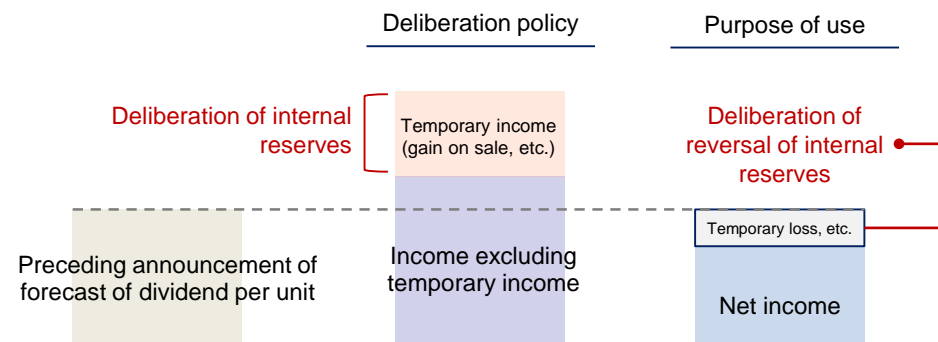 Deliberation policy
Purpose of use
Deliberation of internal
reserves
Temporary income
(gain on sale, etc.)
Deliberation of
reversal of internal
reserves
Preceding announcement of
forecast of dividend per unit
Income excluding
temporary income
Temporary loss, etc.
Net income